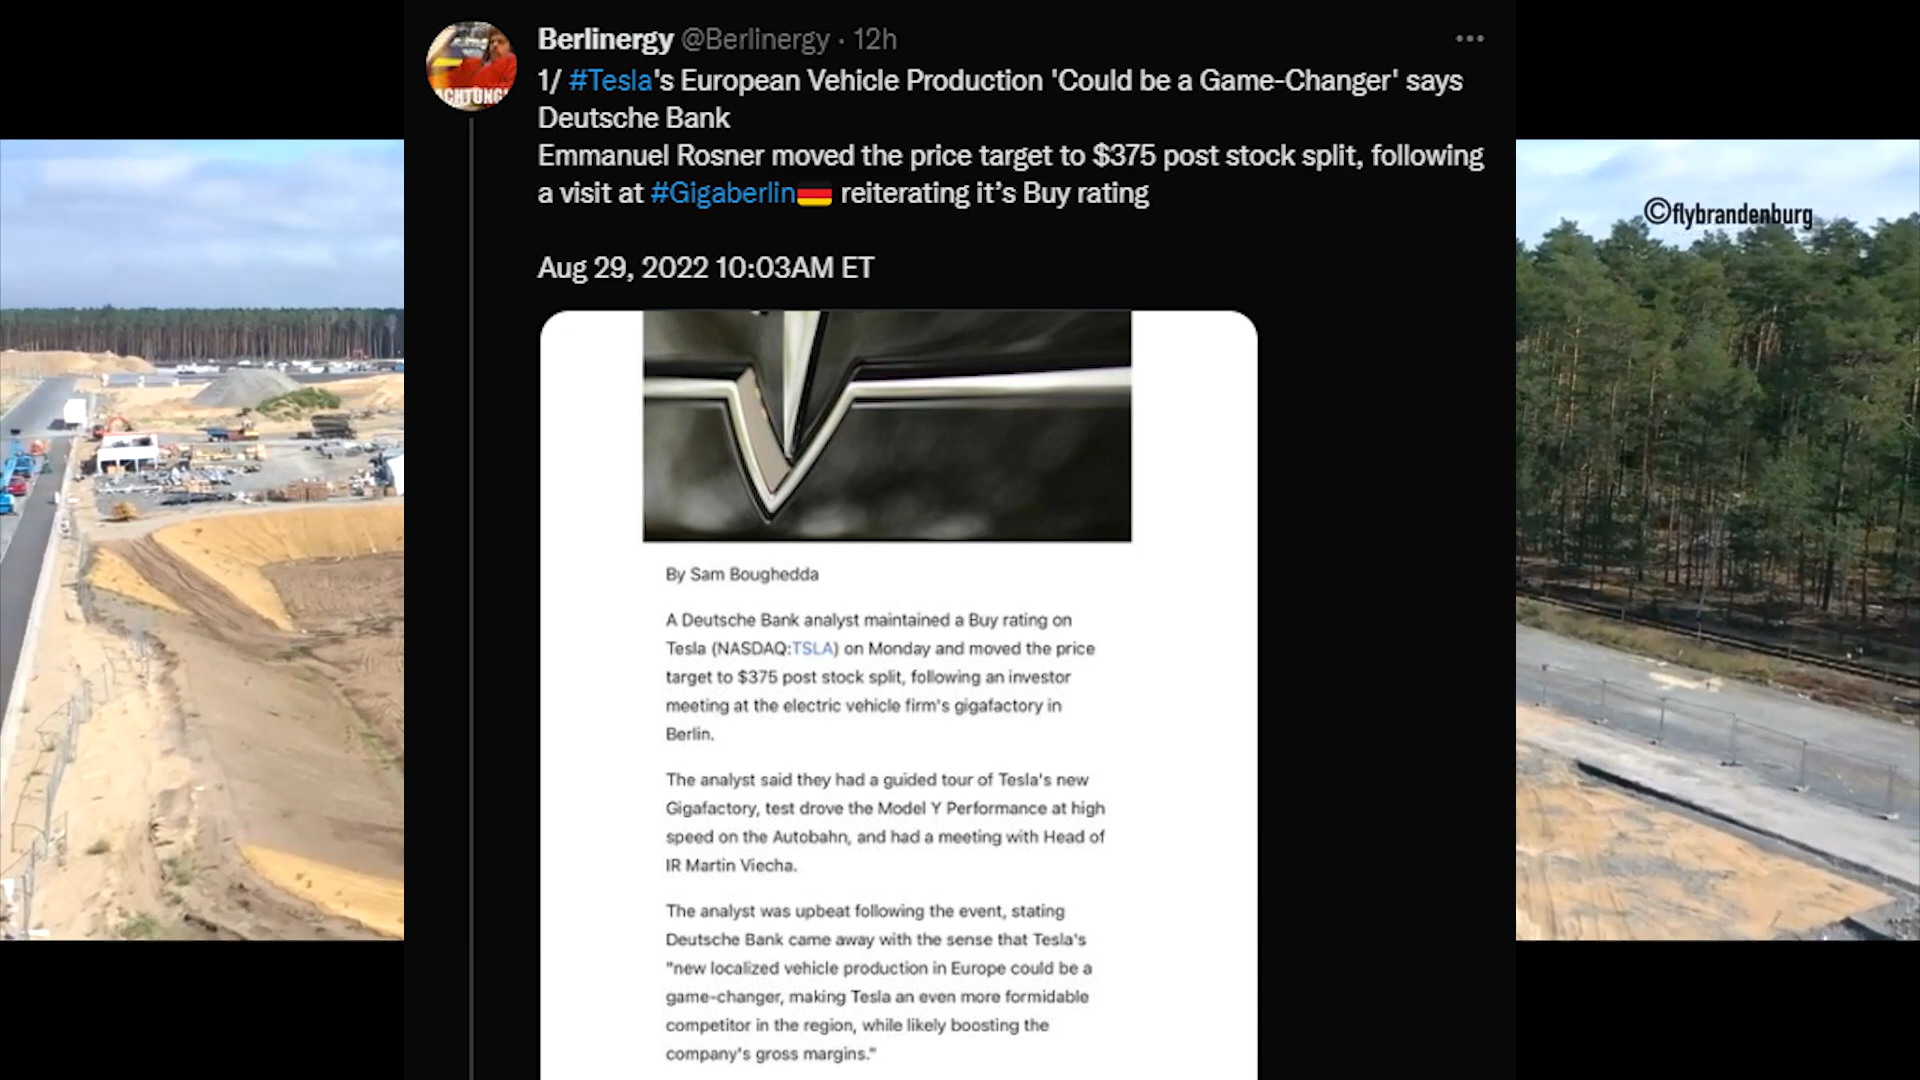 Berlinergy @Berlinergy · 12h
1/ #Tesla's European Vehicle Production 'Could be a Game-Changer' says
Deutsche Bank
Emmanuel Rosner moved the price target to $375 post stock split, following
a visit at #Gigaberlin🇩🇪 reiterating it’s Buy rating
Aug 29, 2022 10:03AM ET
ACHTUNG!
©flybrandenburg
By Sam Boughedda
A Deutsche Bank analyst maintained a Buy rating on
Tesla (NASDAQ:TSLA) on Monday and moved the price
target to $375 post stock split, following an investor
meeting at the electric vehicle firm's gigafactory in
Berlin.
The analyst said they had a guided tour of Tesla's new
Gigafactory, test drove the Model Y Performance at high
speed on the Autobahn, and had a meeting with Head of
IR Martin Viecha.
The analyst was upbeat following the event, stating
Deutsche Bank came away with the sense that Tesla's
"new localized vehicle production in Europe could be a
game-changer, making Tesla an even more formidable
competitor in the region, while likely boosting the
company's gross margins."